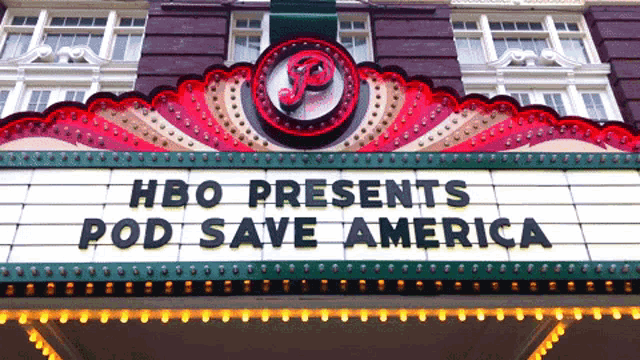 P
HBO PRESENTS
POD SAVE AMERICA